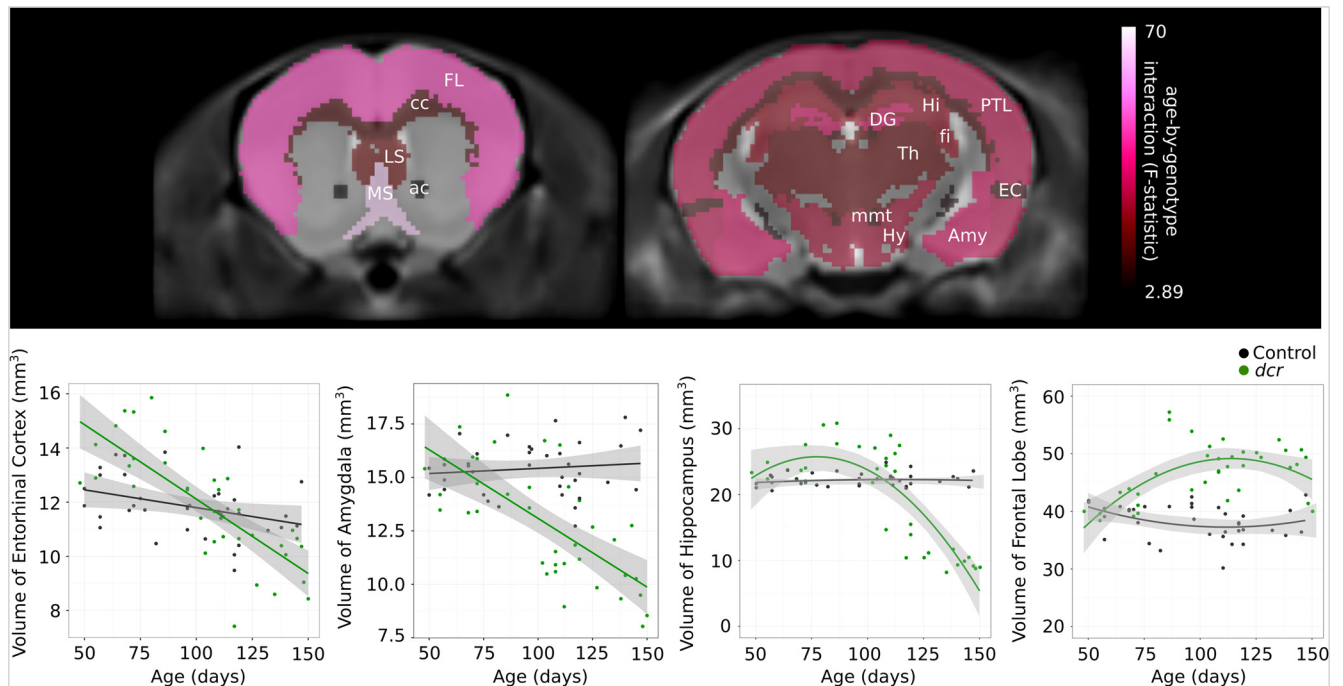 FL
cc
LS
MS
ac
Hi
PTL
DG
fi
Th
EC
mmt
Hy
Amy
70
age-by-genotype
interaction (F-statistic)
2.89
Control
dcr
Volume of Entorhinal Cortex (mm³)
16
14
12
10
8
50
75
100
125
150
Age (days)
Volume of Amygdala (mm³)
17.5
15.0
12.5
10.0
7.5
50
75
100
125
150
Age (days)
Volume of Hippocampus (mm³)
30
20
10
0
50
75
100
125
150
Age (days)
Volume of Frontal Lobe (mm³)
60
50
40
30
20
50
75
100
125
150
Age (days)